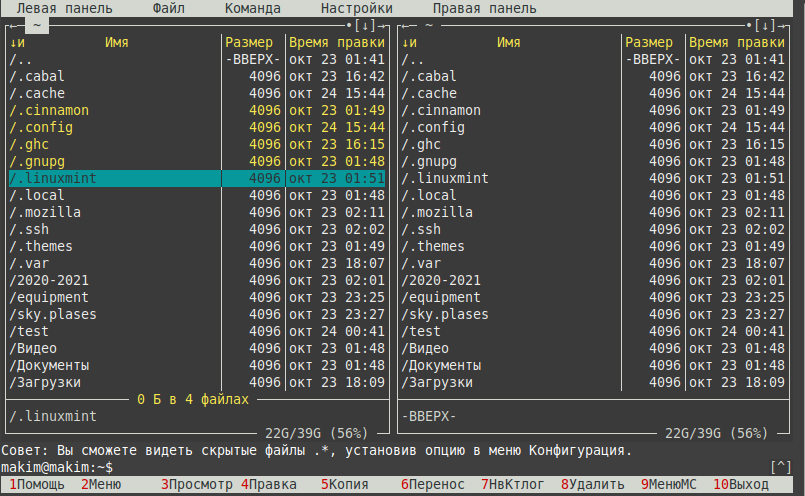 Левая панель Файл Команда Настройки Правая панель
←  ~  •[↓]→ ←  ~  •[↓]→
↓и Имя Размер Время правки ↓и Имя Размер Время правки
/.. -ВВЕРХ- окт 23 01:41 /.. -ВВЕРХ- окт 23 01:41
/.cabal 4096 окт 23 16:42 /.cabal 4096 окт 23 16:42
/.cache 4096 окт 24 15:44 /.cache 4096 окт 24 15:44
/.cinnamon 4096 окт 23 01:49 /.cinnamon 4096 окт 23 01:49
/.config 4096 окт 24 15:44 /.config 4096 окт 24 15:44
/.ghc 4096 окт 23 16:15 /.ghc 4096 окт 23 16:15
/.gnupg 4096 окт 23 01:48 /.gnupg 4096 окт 23 01:48
/.linuxmint 4096 окт 23 01:51 /.linuxmint 4096 окт 23 01:51
/.local 4096 окт 23 01:48 /.local 4096 окт 23 01:48
/.mozilla 4096 окт 23 02:11 /.mozilla 4096 окт 23 02:11
/.ssh 4096 окт 23 02:02 /.ssh 4096 окт 23 02:02
/.themes 4096 окт 23 01:49 /.themes 4096 окт 23 01:49
/.var 4096 окт 23 18:07 /.var 4096 окт 23 18:07
/2020-2021 4096 окт 23 02:01 /2020-2021 4096 окт 23 02:01
/equipment 4096 окт 23 23:25 /equipment 4096 окт 23 23:25
/sky.plases 4096 окт 23 23:27 /sky.plases 4096 окт 23 23:27
/test 4096 окт 24 00:41 /test 4096 окт 24 00:41
/Видео 4096 окт 23 01:48 /Видео 4096 окт 23 01:48
/Документы 4096 окт 23 01:48 /Документы 4096 окт 23 01:48
/Загрузки 4096 окт 23 18:09 /Загрузки 4096 окт 23 18:09
0 Б в 4 файлах
/.linuxmint -ВВЕРХ-
22G/39G (56%) 22G/39G (56%)
Совет: Вы сможете видеть скрытые файлы .*, установив опцию в меню Конфигурация.
makim@makim:~$ [^]
1Помощь 2Меню 3Просмотр 4Правка 5Копия 6Перенос 7НвКтлог 8Удалить 9МенюМС 10Выход